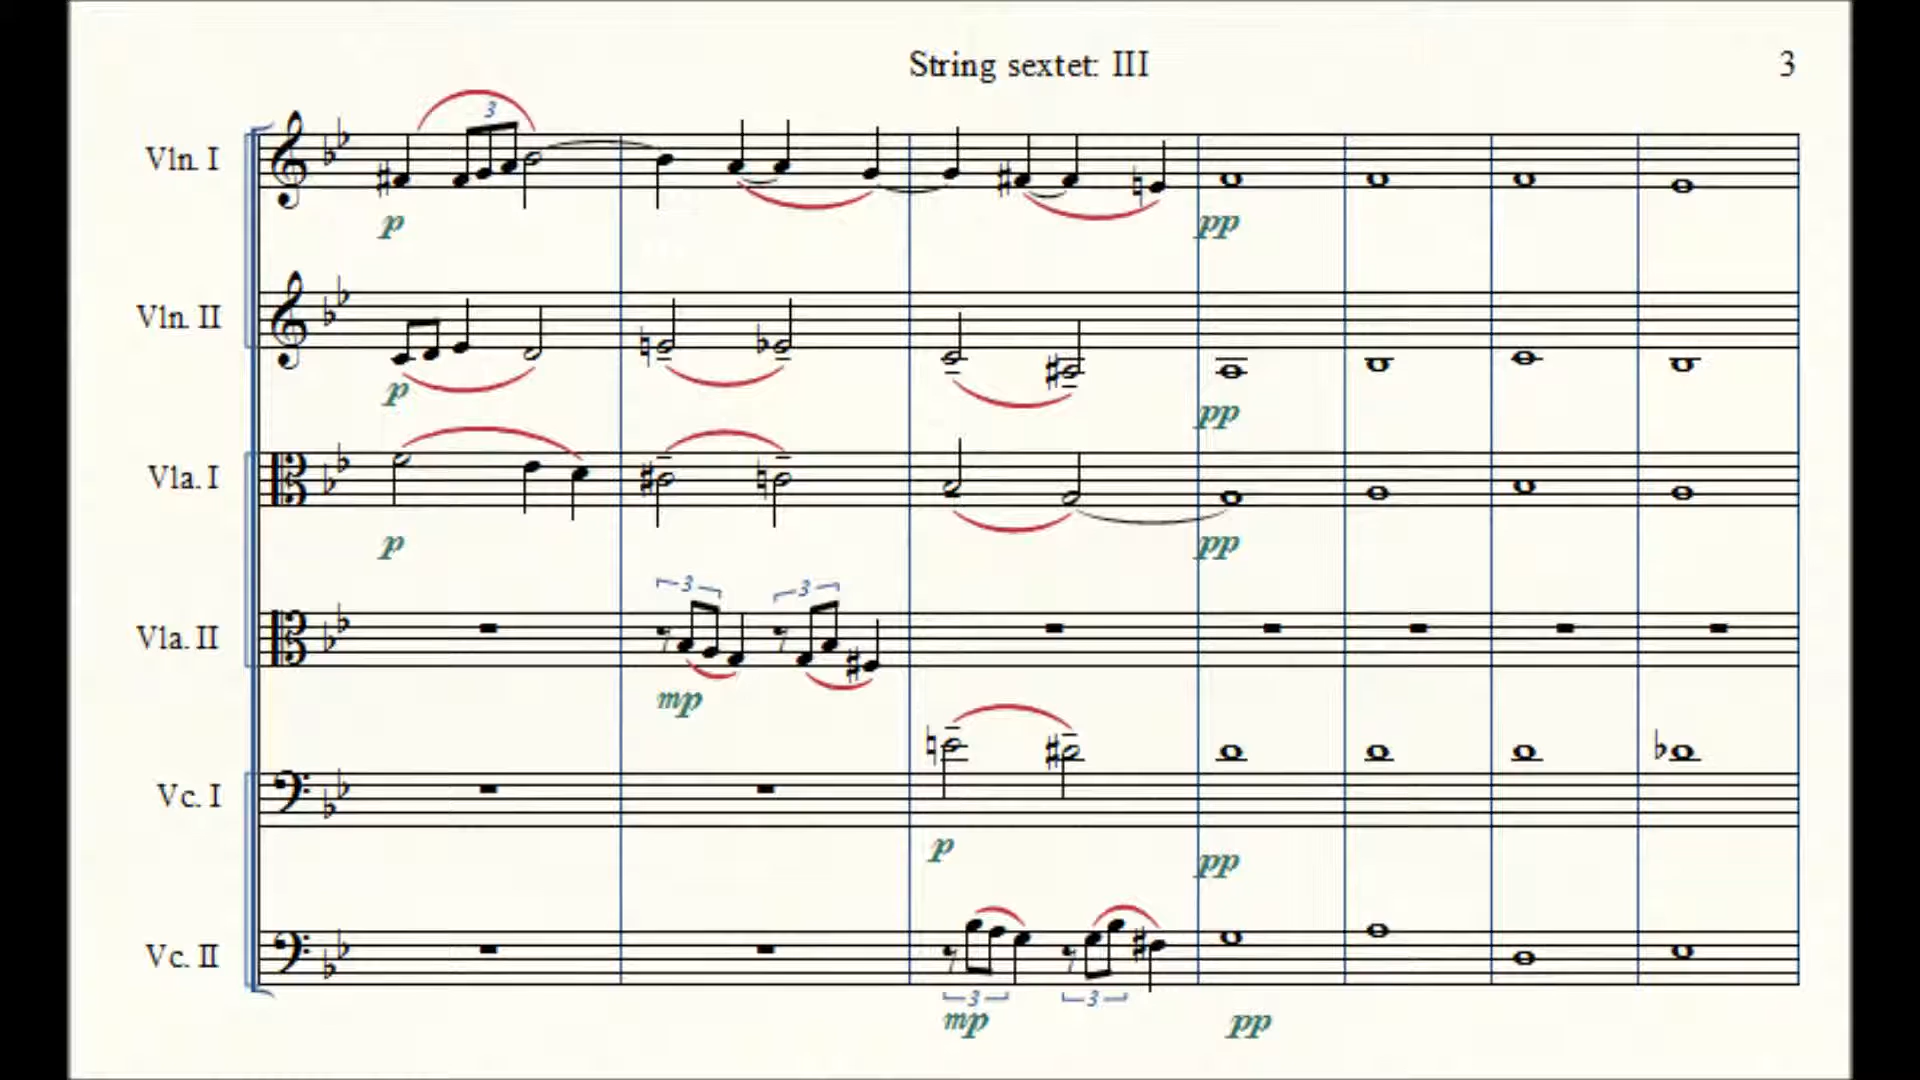 String sextet: III 3
3
Vln. I
p pp
Vln. II
p pp
Vla. I
p pp
3 3
Vla. II
mp
Vc. I
p pp
Vc. II
3 3
mp pp